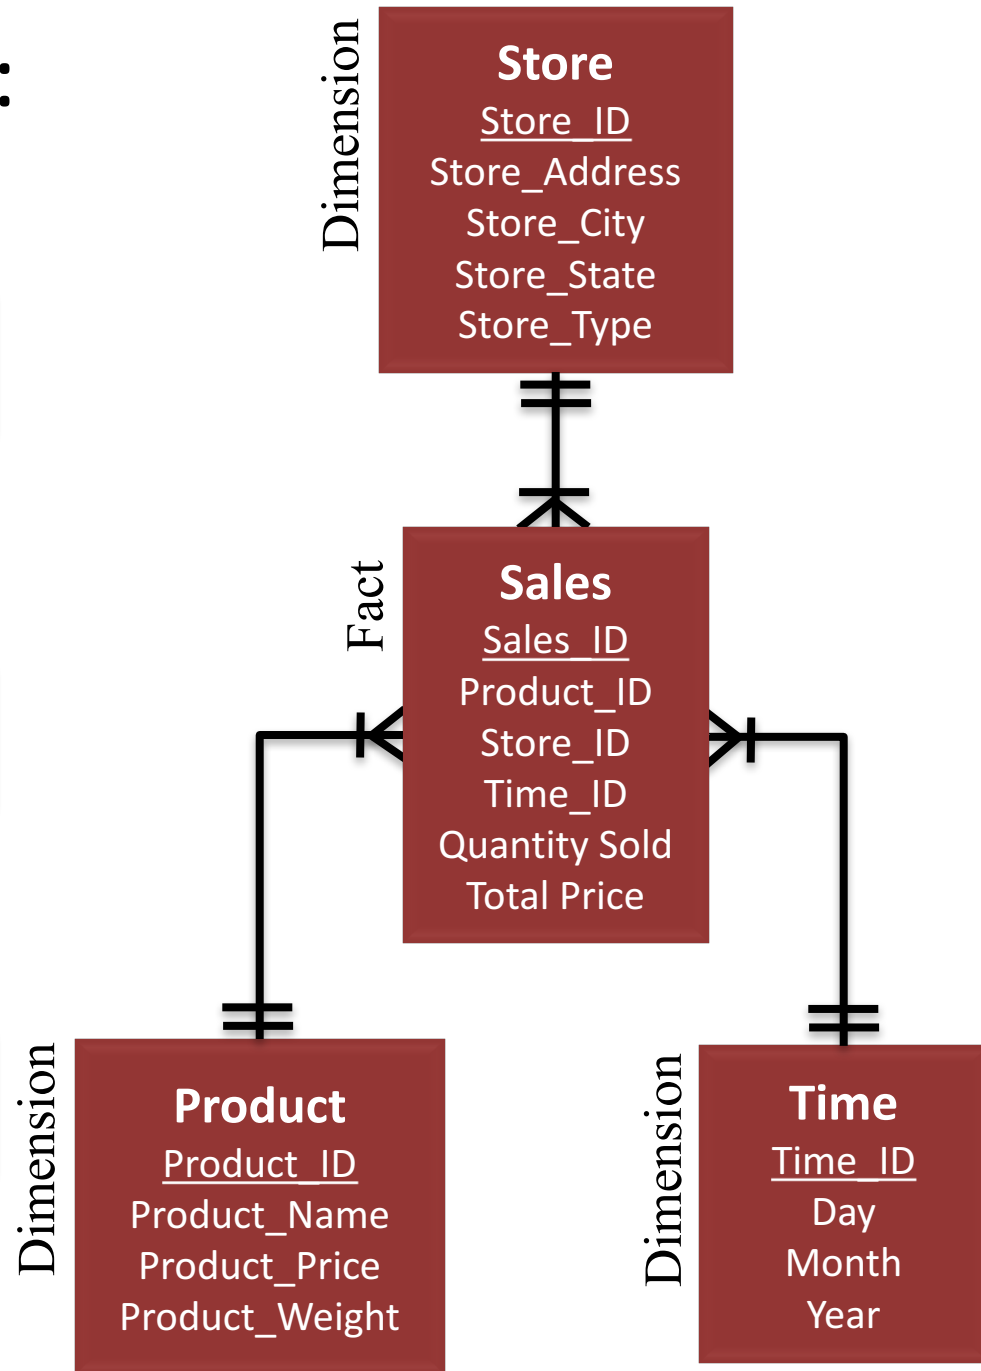 :
Dimension
Store
Store_ID
Store_Address
Store_City
Store_State
Store_Type
Fact
Sales
Sales_ID
Product_ID
Store_ID
Time_ID
Quantity Sold
Total Price
Dimension
Product
Product_ID
Product_Name
Product_Price
Product_Weight
Dimension
Time
Time_ID
Day
Month
Year